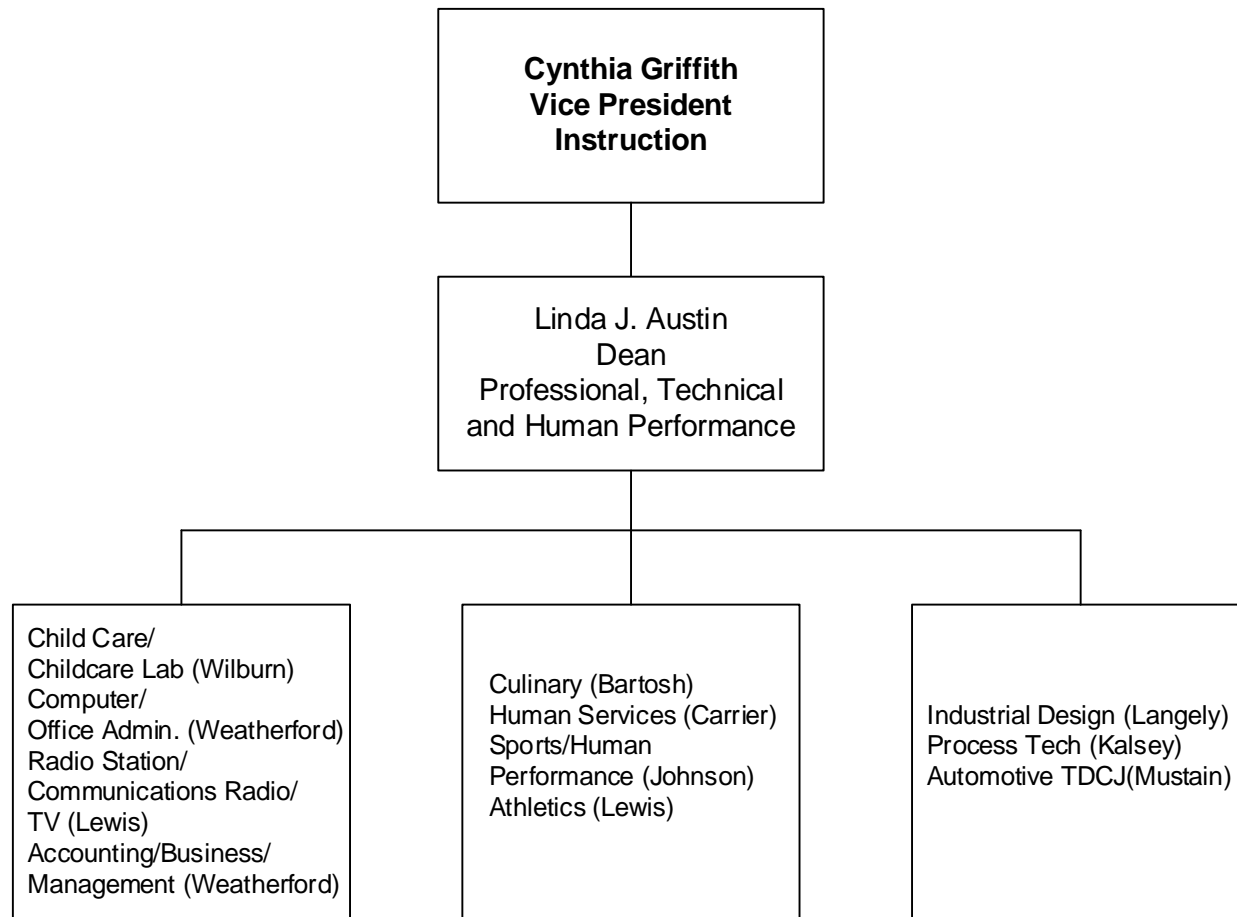 Cynthia Griffith
Vice President
Instruction
Linda J. Austin
Dean
Professional, Technical
and Human Performance
Child Care/
Childcare Lab (Wilburn)
Computer/
Office Admin. (Weatherford)
Radio Station/
Communications Radio/
TV (Lewis)
Accounting/Business/
Management (Weatherford)
Culinary (Bartosh)
Human Services (Carrier)
Sports/Human
Performance (Johnson)
Athletics (Lewis)
Industrial Design (Langely)
Process Tech (Kalsey)
Automotive TDCJ(Mustain)